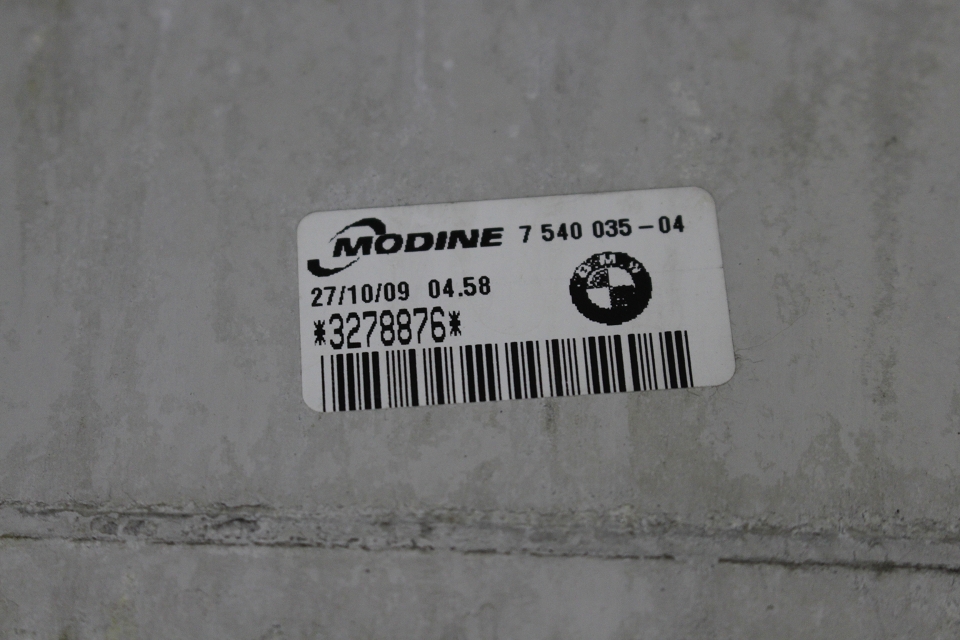 MODINE 7 540 035-04
BMW
27/10/09 04.58
*3278876*